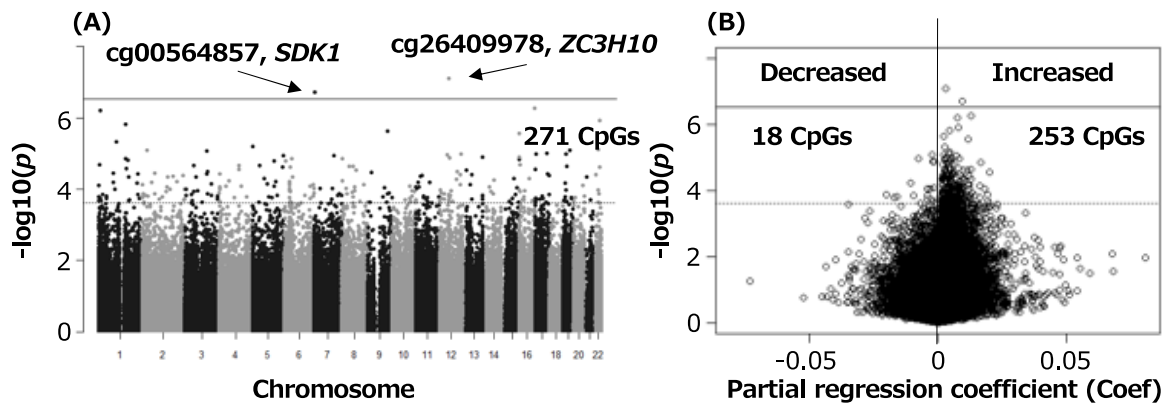 (A)
cg00564857, SDK1
cg26409978, ZC3H10
271 CpGs
-log10(p)
6
4
2
0
1 2 3 4 5 6 7 8 9 10 11 12 13 14 16 18 20 22
Chromosome
(B)
Decreased Increased
18 CpGs 253 CpGs
-log10(p)
6
4
2
0
-0.05 0 0.05
Partial regression coefficient (Coef)